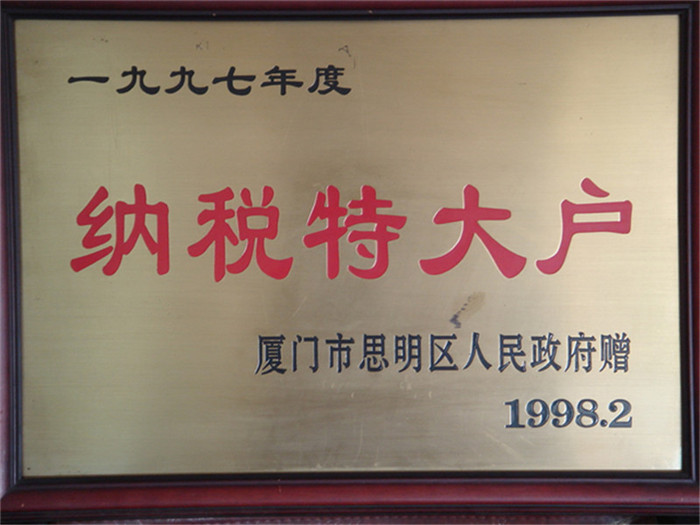 一九九七年度
纳税特大户
厦门市思明区人民政府赠
1998.2